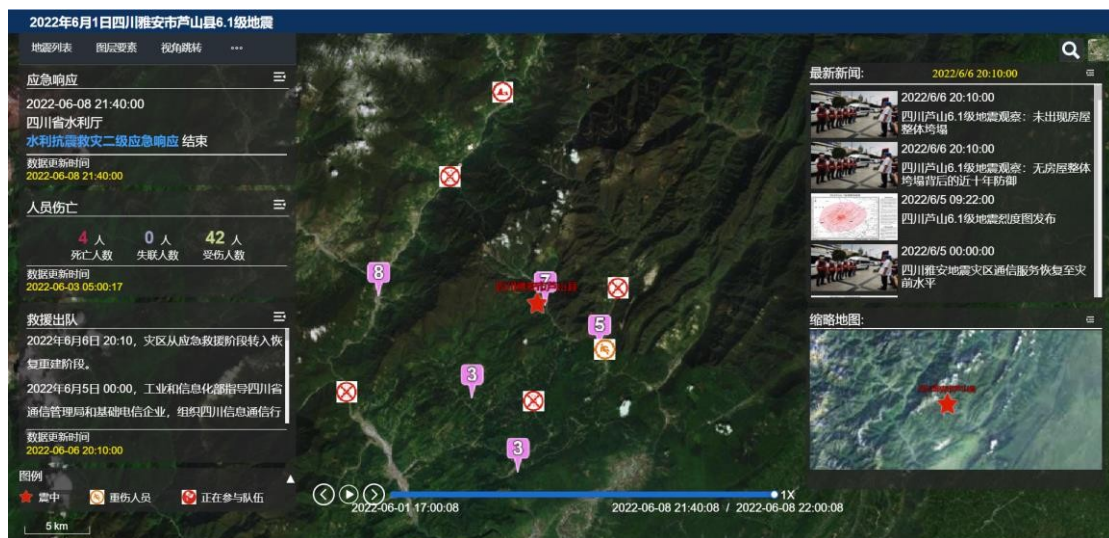 2022年6月1日四川雅安市芦山县6.1级地震
地震列表 图层要素 视角跳转 •••
应急响应
2022-06-08 21:40:00
四川省水利厅
水利抗震救灾二级应急响应 结束
数据更新时间
2022-06-08 21:40:00
人员伤亡
4 人 0 人 42 人
死亡人数 失联人数 受伤人数
数据更新时间
2022-06-03 05:00:17
救援出队
2022年6月6日 20:10，灾区从应急救援阶段转入恢
复重建阶段。
2022年6月5日 00:00，工业和信息化部指导四川省
通信管理局和基础电信企业，组织四川信息通信行
数据更新时间
2022-06-06 20:10:00
图例
震中 重伤人员 正在参与队伍
5 km
8
7
5
3
3
2022-06-01 17:00:08
2022-06-08 21:40:08 / 2022-06-08 22:00:08
1X
最新新闻: 2022/6/6 20:10:00
2022/6/6 20:10:00
四川芦山6.1级地震观察：未出现房屋
整体垮塌
2022/6/6 20:10:00
四川芦山6.1级地震观察：无房屋整体
垮塌背后的近十年防御
2022/6/5 09:22:00
四川芦山6.1级地震烈度图发布
2022/6/5 00:00:00
四川雅安地震灾区通信服务恢复至灾
前水平
缩略地图: